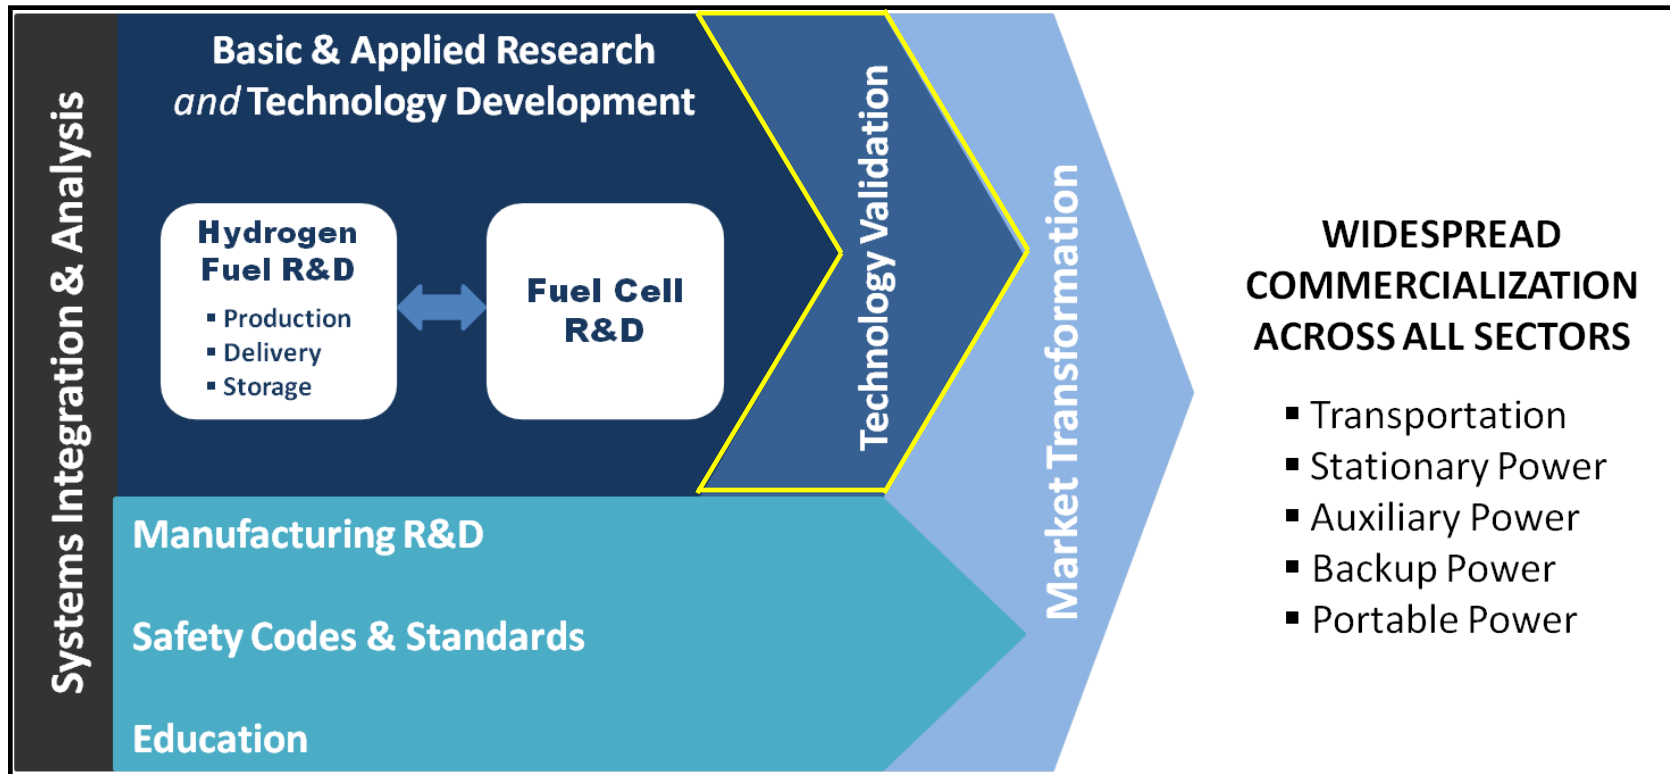 Systems Integration & Analysis
Basic & Applied Research
and Technology Development
Hydrogen
Fuel R&D
▪ Production
▪ Delivery
▪ Storage
Fuel Cell
R&D
Technology Validation
Manufacturing R&D
Safety Codes & Standards
Education
Market Transformation
WIDESPREAD
COMMERCIALIZATION
ACROSS ALL SECTORS
▪ Transportation
▪ Stationary Power
▪ Auxiliary Power
▪ Backup Power
▪ Portable Power